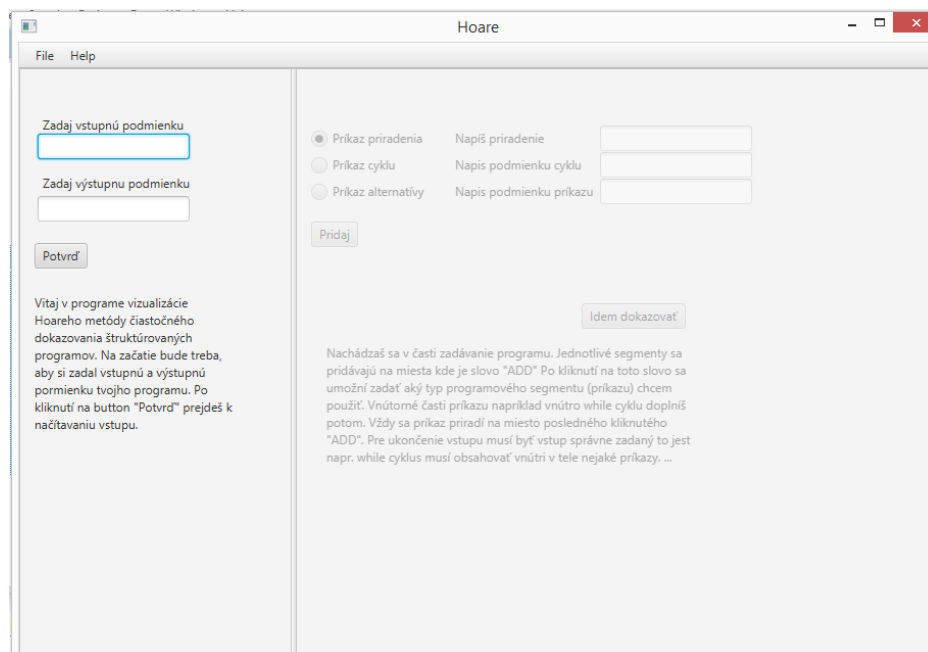 Hoare
File Help
Zadaj vstupnú podmienku
Zadaj výstupnu podmienku
Potvrď
Vitaj v programe vizualizácie
Hoareho metódy čiastočného
dokazovania štruktúrovaných
programov. Na začatie bude treba,
aby si zadal vstupnú a výstupnú
pormienku tvojho programu. Po
kliknutí na button "Potvrď" prejdeš k
načítavaniu vstupu.
Príkaz priradenia Napíš priradenie
Príkaz cyklu Napis podmienku cyklu
Príkaz alternatívy Napis podmienku príkazu
Pridaj
Idem dokazovať
Nachádzaš sa v časti zadávanie programu. Jednotlivé segmenty sa
pridávajú na miesta kde je slovo "ADD" Po kliknutí na toto slovo sa
umožní zadať aký typ programového segmentu (príkazu) chcem
použiť. Vnútorné časti príkazu napríklad vnútro while cyklu doplníš
potom. Vždy sa príkaz priradí na miesto posledného kliknutého
"ADD". Pre ukončenie vstupu musí byť vstup správne zadaný to jest
napr. while cyklus musí obsahovať vnútri v tele nejaké príkazy. ...